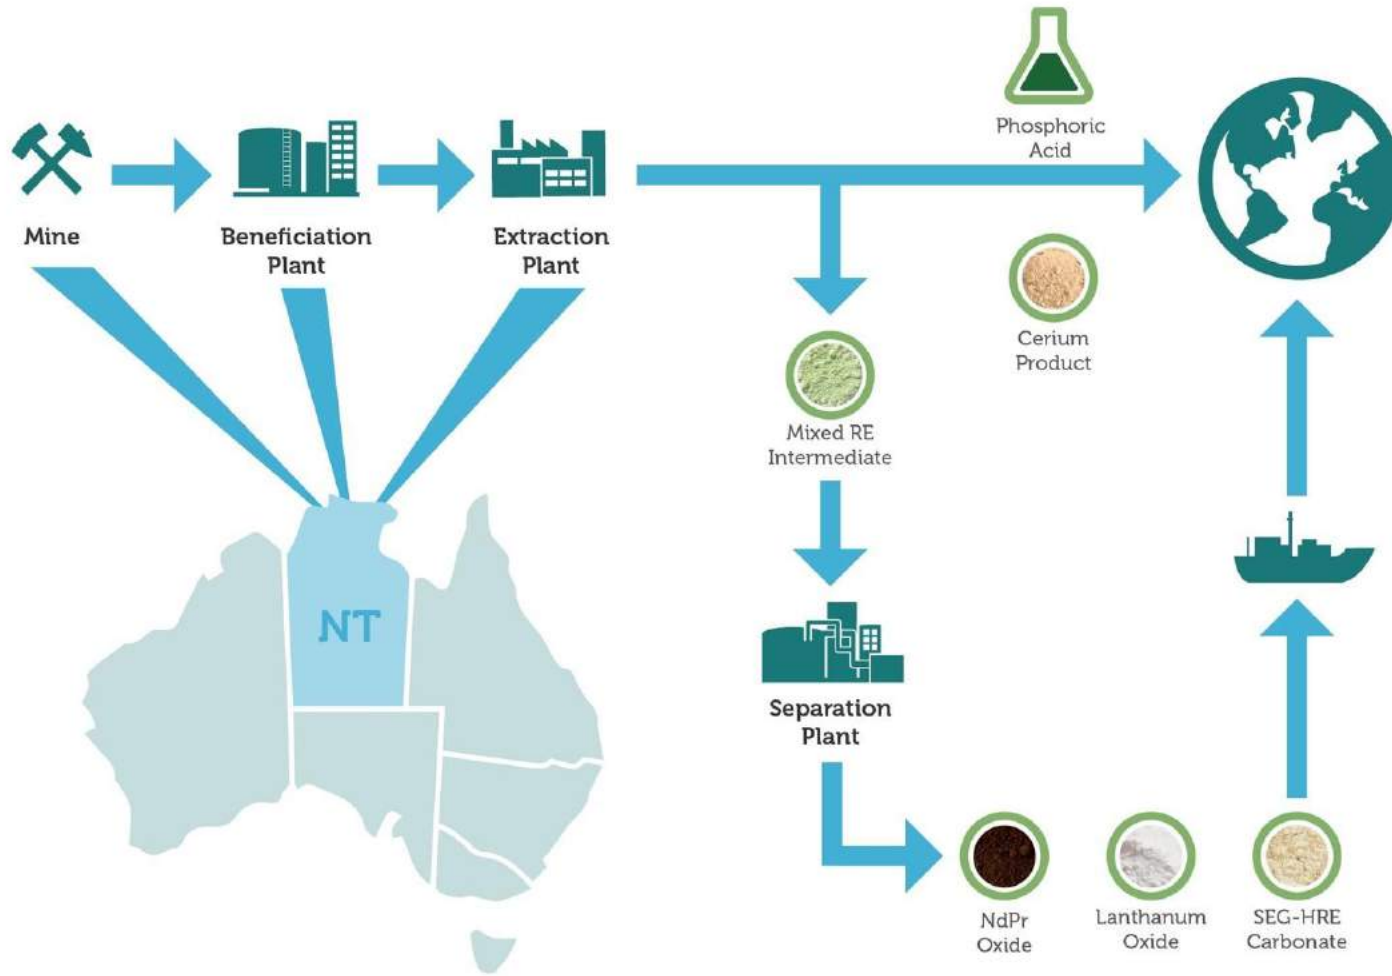 Phosphoric
Acid
Mine
Beneficiation
Plant
Extraction
Plant
Cerium
Product
Mixed RE
Intermediate
NT
Separation
Plant
NdPr
Oxide
Lanthanum
Oxide
SEG-HRE
Carbonate